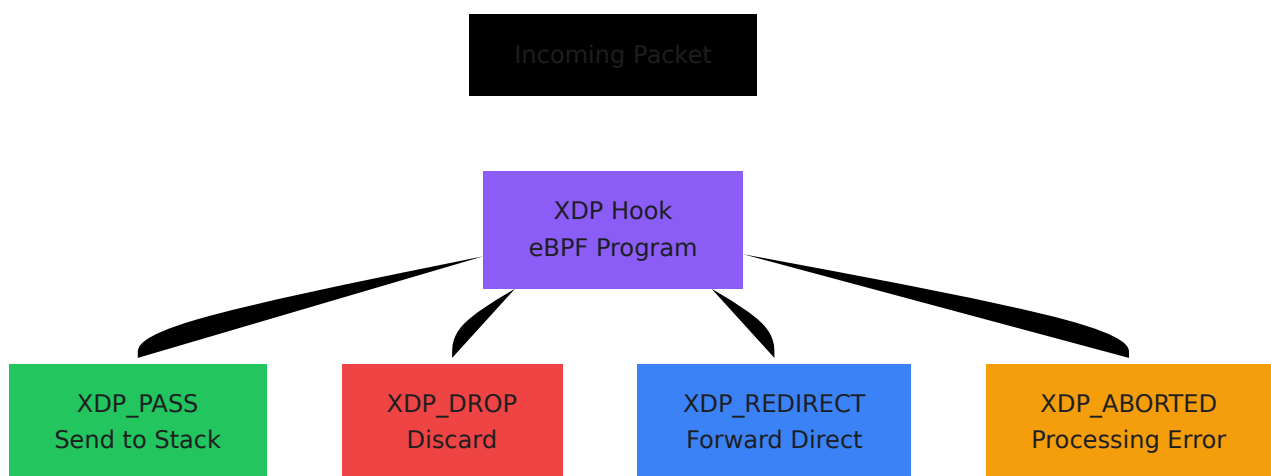 Incoming Packet
XDP Hook
eBPF Program
XDP_PASS
Send to Stack
XDP_DROP
Discard
XDP_REDIRECT
Forward Direct
XDP_ABORTED
Processing Error